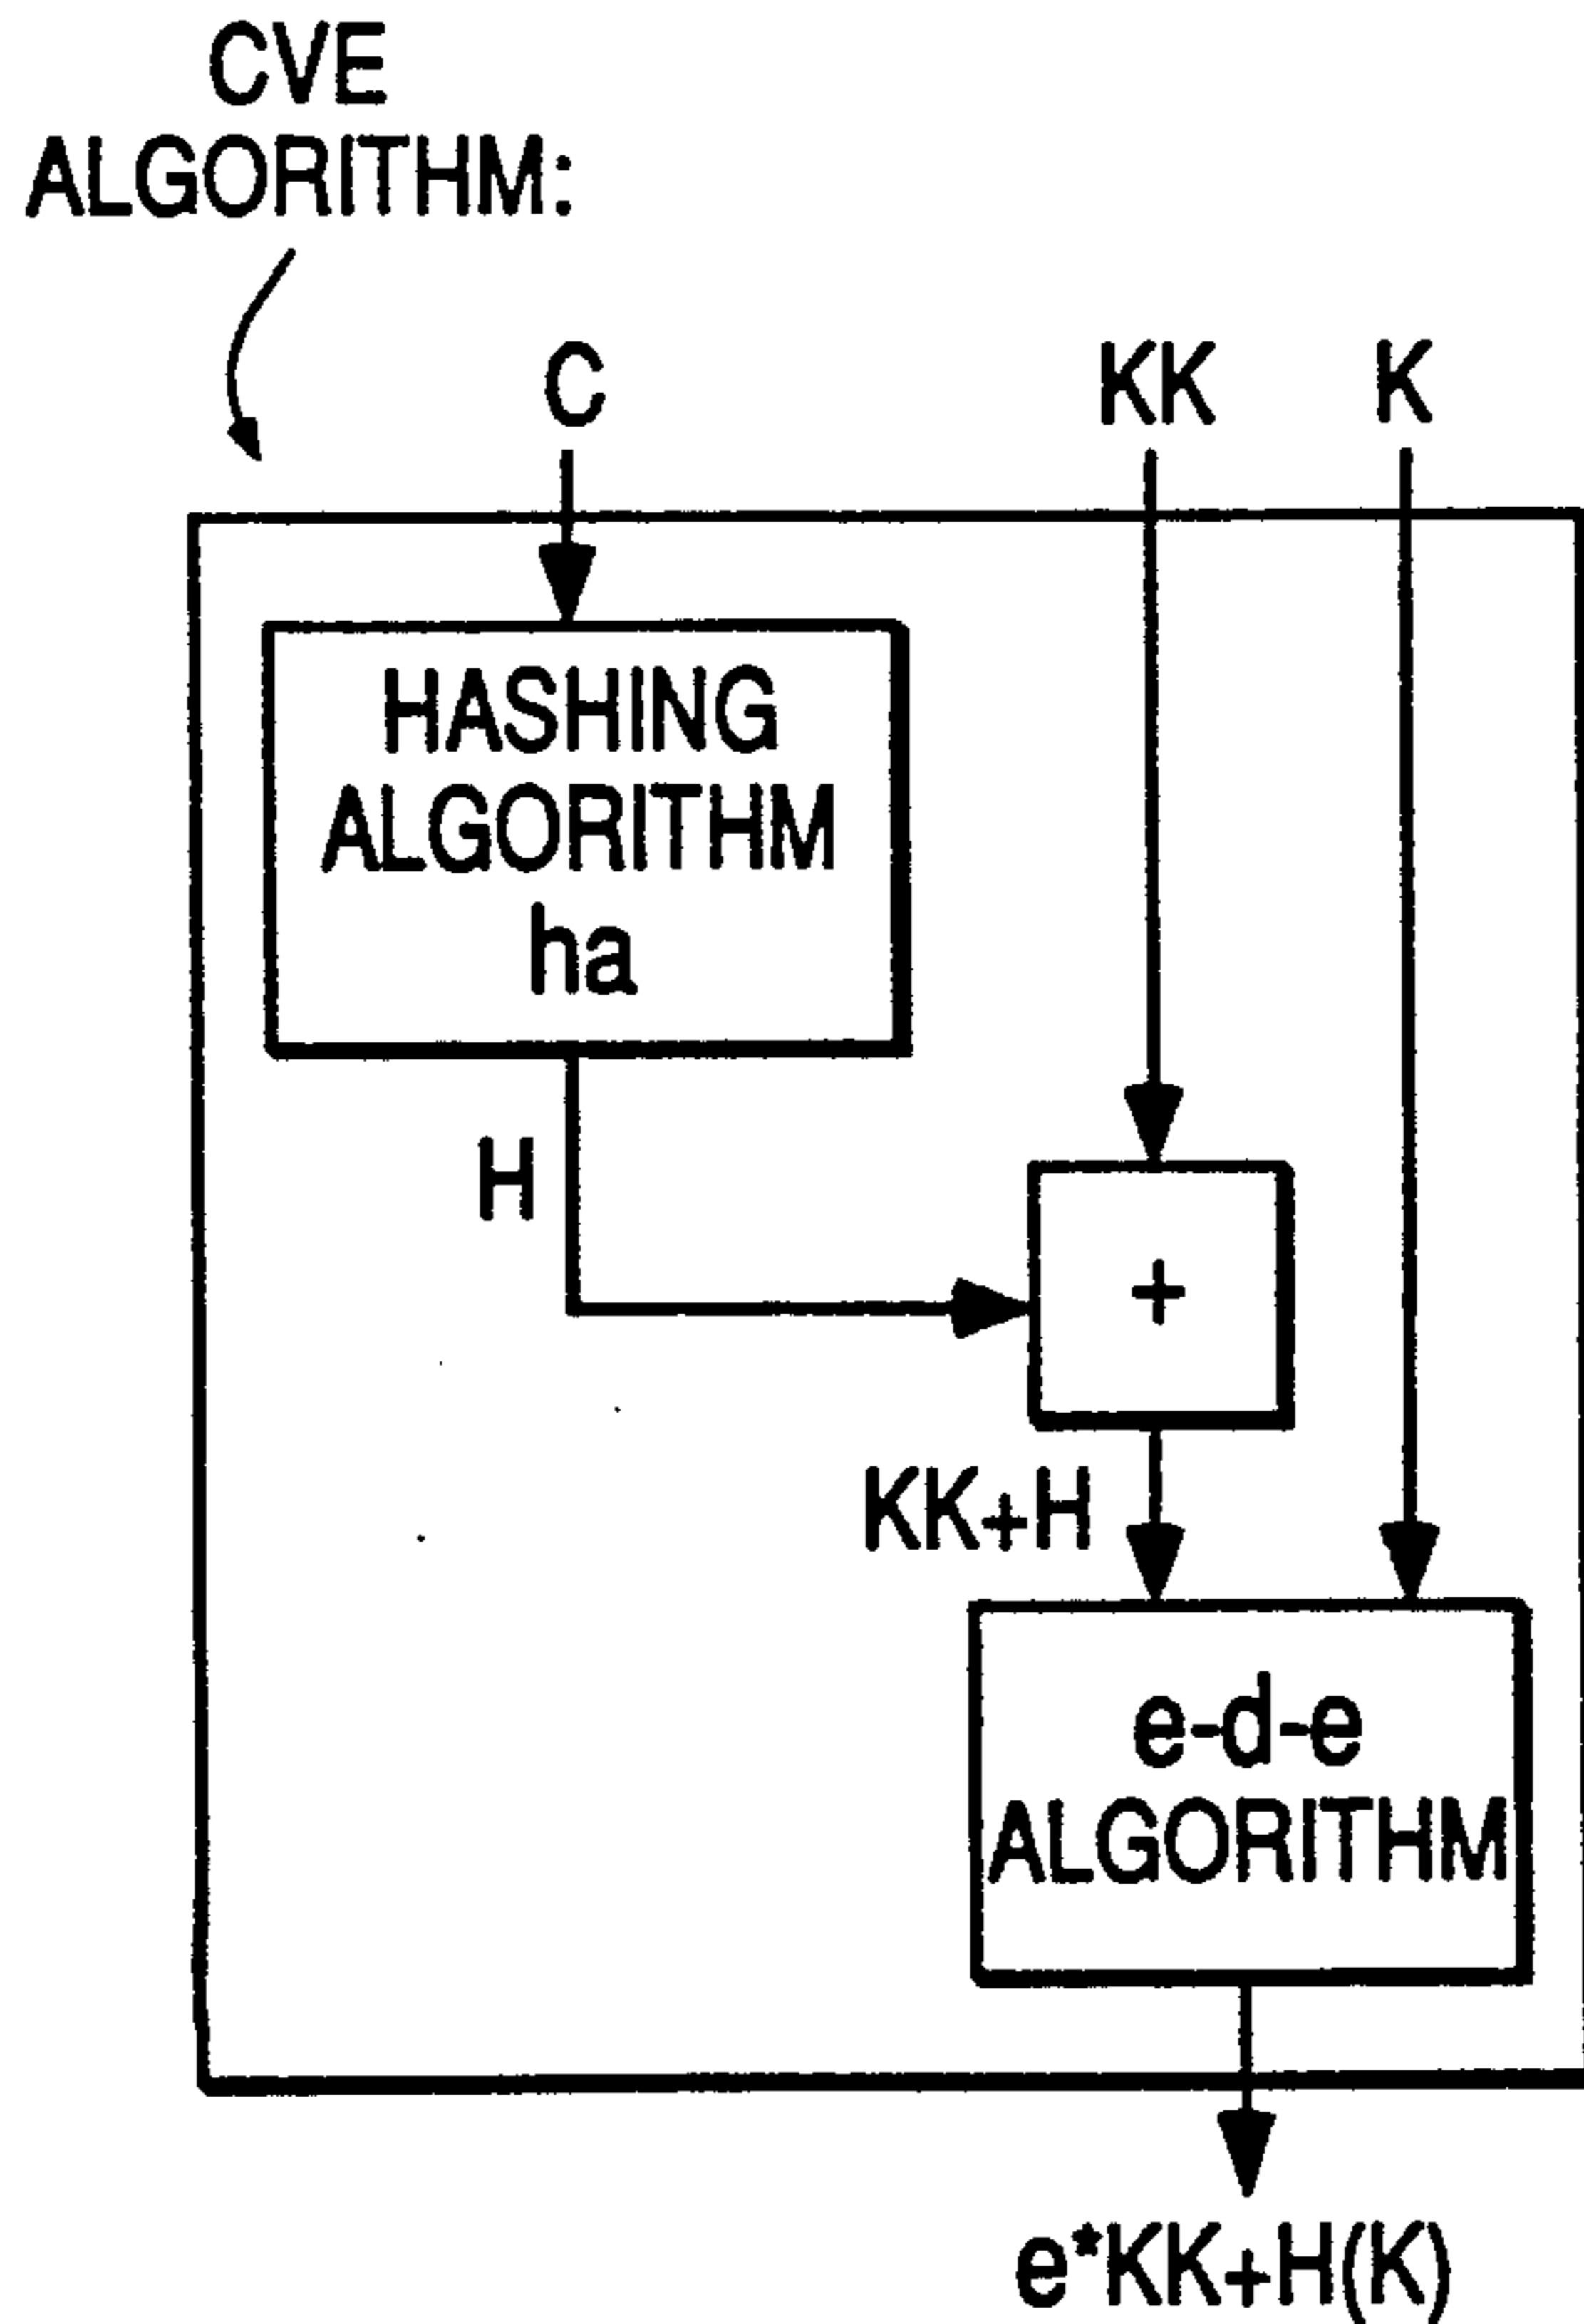 CVE
ALGORITHM:
C
KK
K
HASHING
ALGORITHM
ha
H
+
KK+H
e-d-e
ALGORITHM
e*KK+H(K)